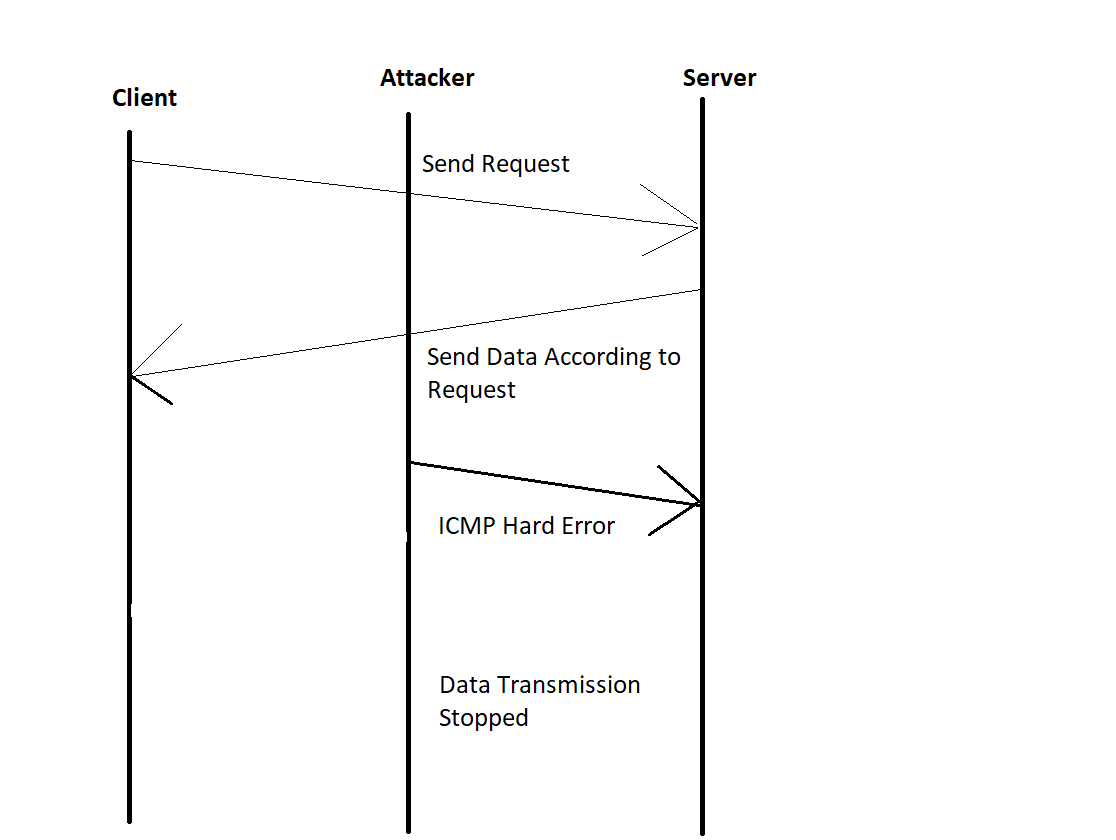 Client
Attacker
Server
Send Request
Send Data According to
Request
ICMP Hard Error
Data Transmission
Stopped